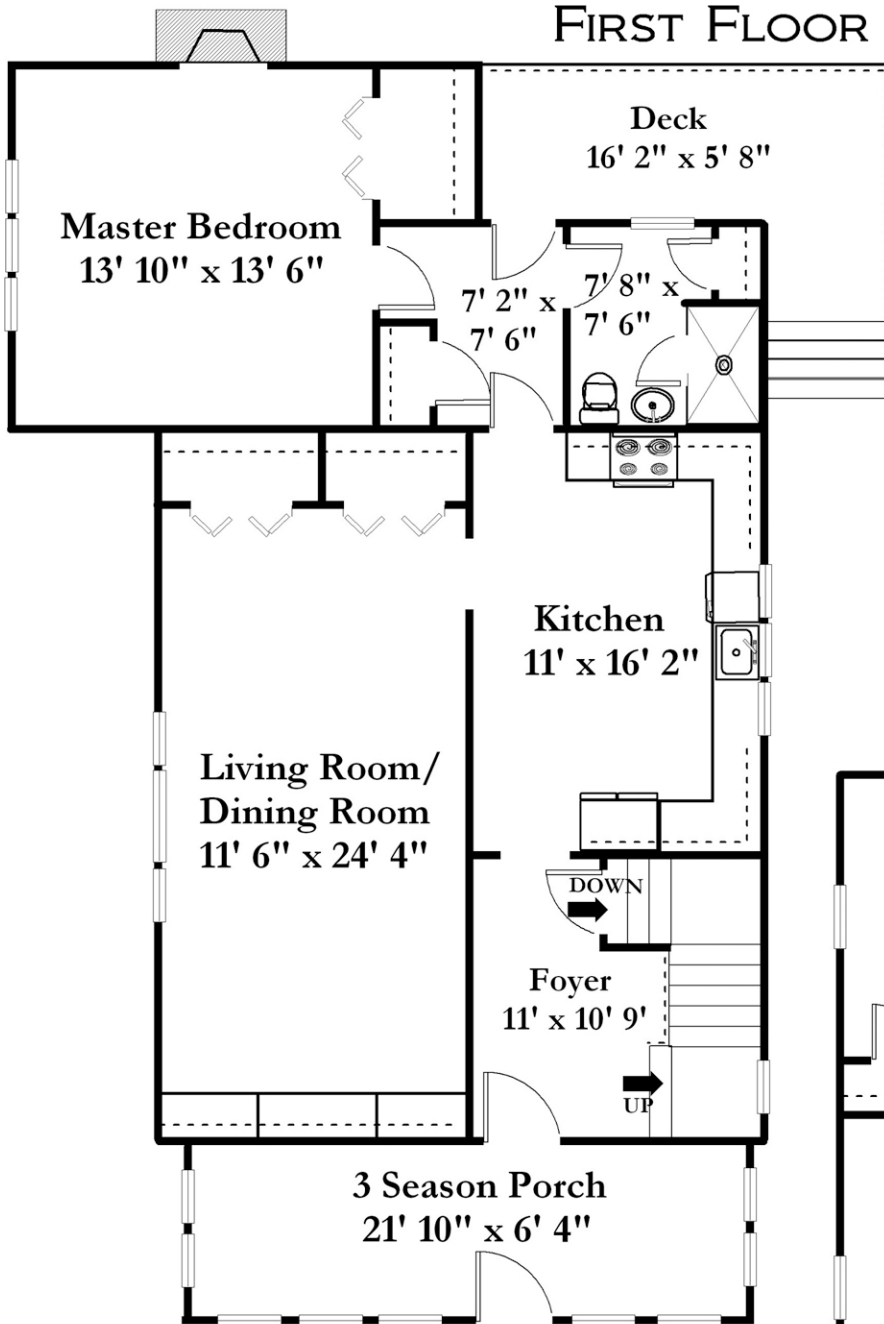 FIRST FLOOR
Deck
16' 2" x 5' 8"
Master Bedroom
13' 10" x 13' 6"
7' 2" x
7' 6"
7' 8" x
7' 6"
Kitchen
11' x 16' 2"
Living Room/
Dining Room
11' 6" x 24' 4"
DOWN
Foyer
11' x 10' 9'
UP
3 Season Porch
21' 10" x 6' 4"